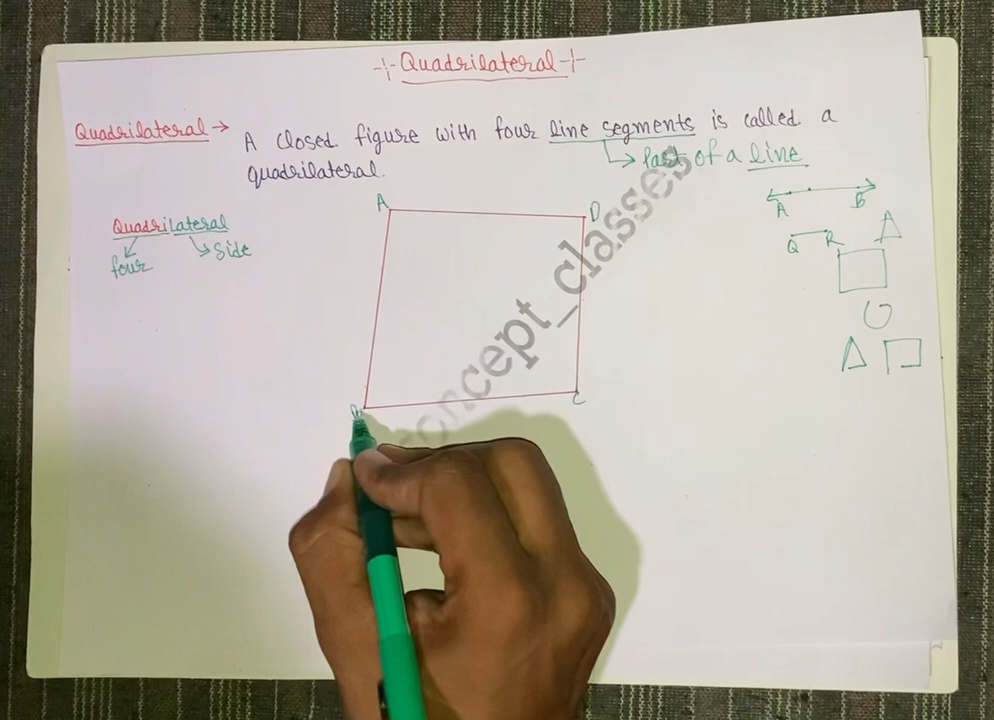 Quadrilateral
Quadrilateral → A closed figure with four line segments is called a
quadrilateral.
Part of a line
Quadrilateral
four
Side
A
D
C
A
B
Q
R
concept_classes